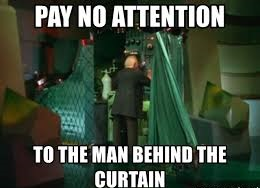 PAY NO ATTENTION
TO THE MAN BEHIND THE
CURTAIN